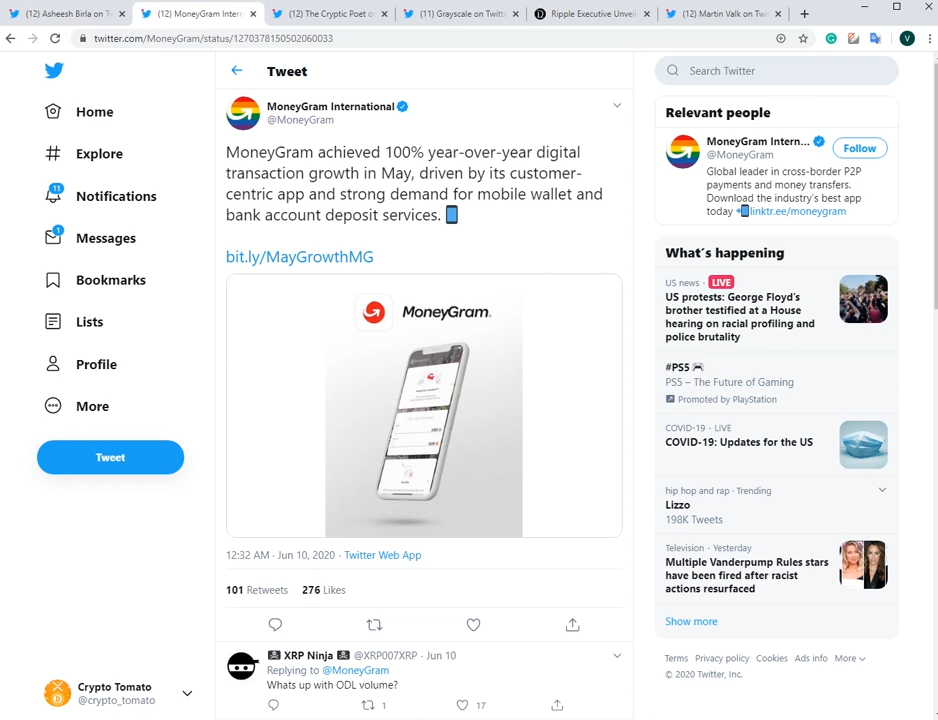 (12) Asheesh Birla on T
(12) MoneyGram Intern
(12) The Cryptic Poet o
(11) Grayscale on Twitt
Ripple Executive Unveil
(12) Martin Valk on Twi
twitter.com/MoneyGram/status/1270378150502060033
V
Home
Explore
11
Notifications
1
Messages
Bookmarks
Lists
Profile
More
Tweet
Crypto Tomato
@crypto_tomato
Tweet
MoneyGram International
@MoneyGram
MoneyGram achieved 100% year-over-year digital
transaction growth in May, driven by its customer-
centric app and strong demand for mobile wallet and
bank account deposit services.
bit.ly/MayGrowthMG
MoneyGram.
12:32 AM · Jun 10, 2020 · Twitter Web App
101 Retweets 276 Likes
XRP Ninja @XRP007XRP · Jun 10
Replying to @MoneyGram
Whats up with ODL volume?
1 17
Search Twitter
Relevant people
MoneyGram Intern...
@MoneyGram
Follow
Global leader in cross-border P2P
payments and money transfers.
Download the industry's best app
today linktr.ee/moneygram
What's happening
US news · LIVE
US protests: George Floyd's
brother testified at a House
hearing on racial profiling and
police brutality
#PS5
PS5 – The Future of Gaming
Promoted by PlayStation
COVID-19 · LIVE
COVID-19: Updates for the US
hip hop and rap · Trending
Lizzo
198K Tweets
Television · Yesterday
Multiple Vanderpump Rules stars
have been fired after racist
actions resurfaced
Show more
Terms Privacy policy Cookies Ads info More
© 2020 Twitter, Inc.